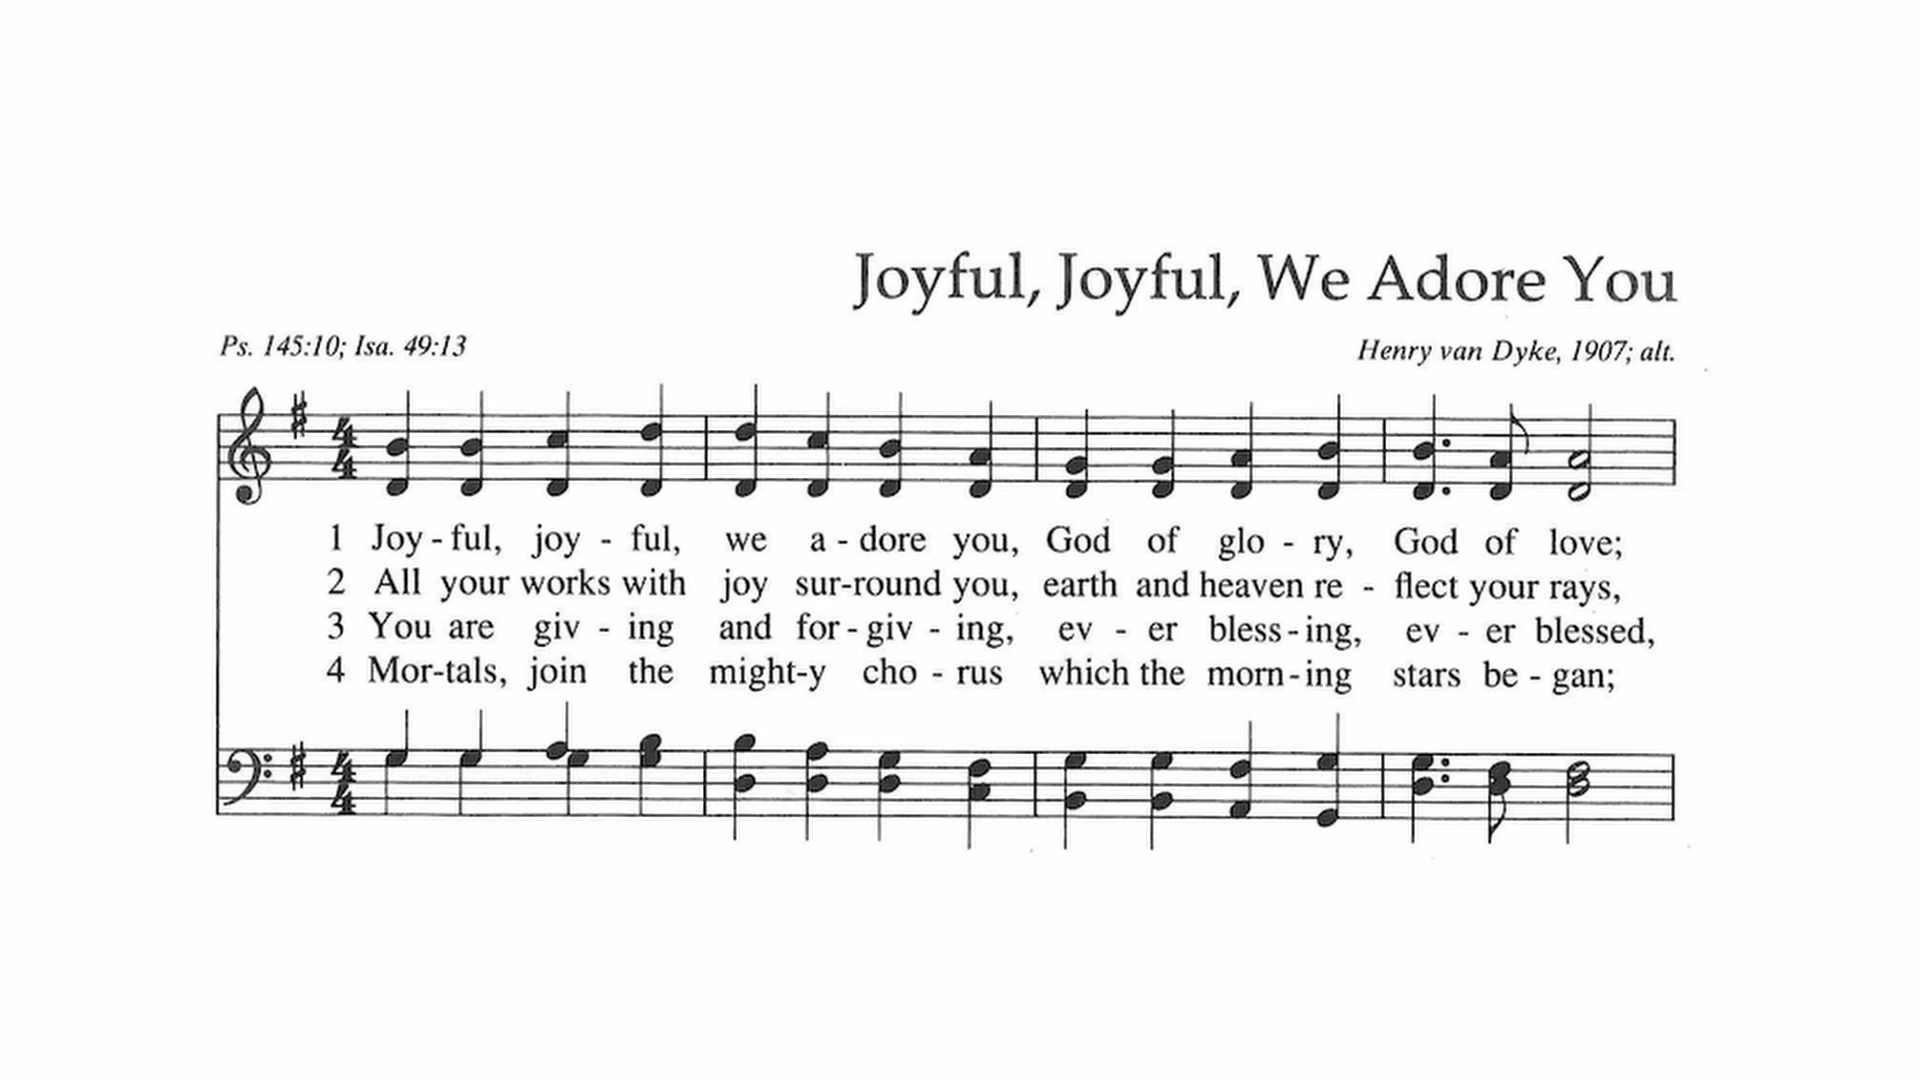 Joyful, Joyful, We Adore You
Ps. 145:10; Isa. 49:13
Henry van Dyke, 1907; alt.
4
4
1 Joy - ful, joy - ful, we a - dore you, God of glo - ry, God of love;
2 All your works with joy sur-round you, earth and heaven re - flect your rays,
3 You are giv - ing and for - giv - ing, ev - er bless - ing, ev - er blessed,
4 Mor-tals, join the might-y cho - rus which the morn - ing stars be - gan;
4
4